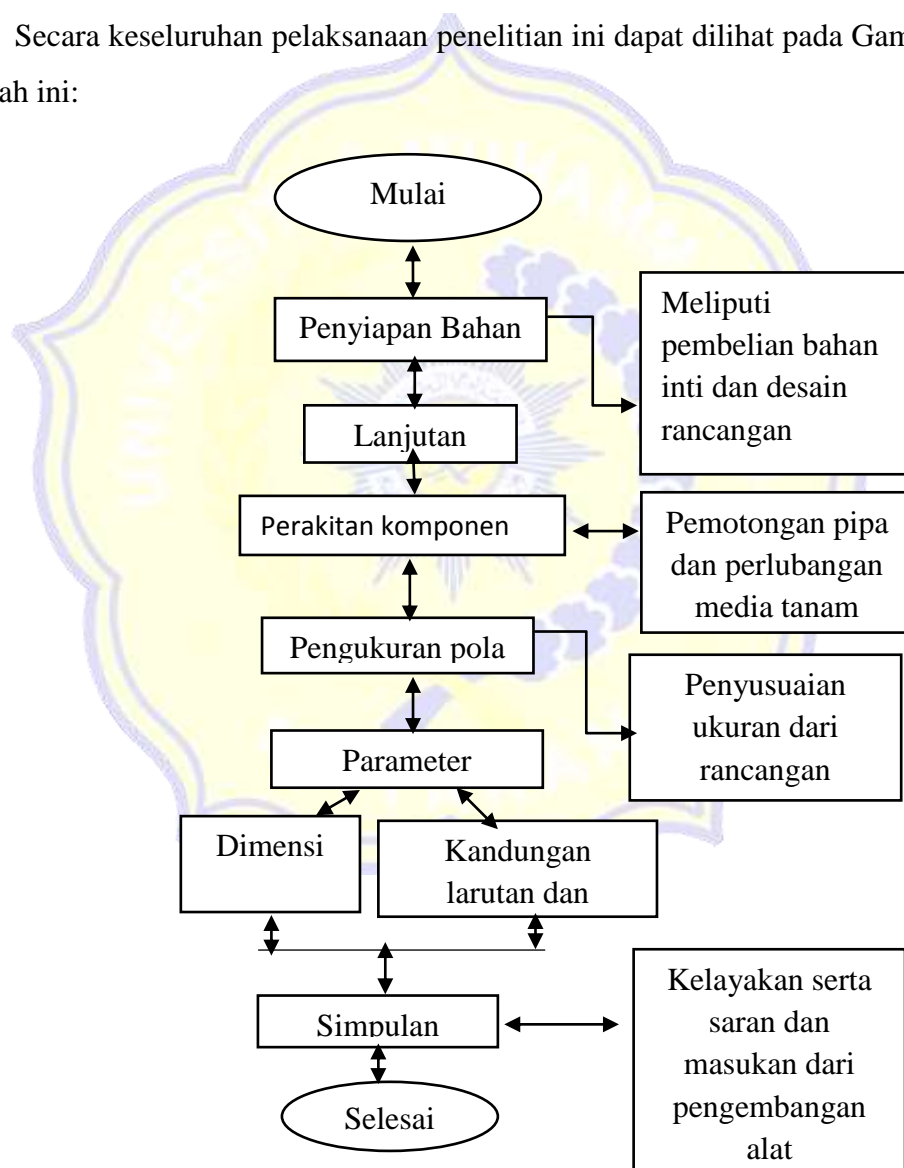 Secara keseluruhan pelaksanaan penelitian ini dapat dilihat pada Gam
ah ini:
Mulai
Penyiapan Bahan
Meliputi
pembelian bahan
inti dan desain
rancangan
Lanjutan
Perakitan komponen
Pemotongan pipa
dan perlubangan
media tanam
Pengukuran pola
Penyusuaian
ukuran dari
rancangan
Parameter
Dimensi
Kandungan
larutan dan
Simpulan
Kelayakan serta
saran dan
masukan dari
pengembangan
alat
Selesai